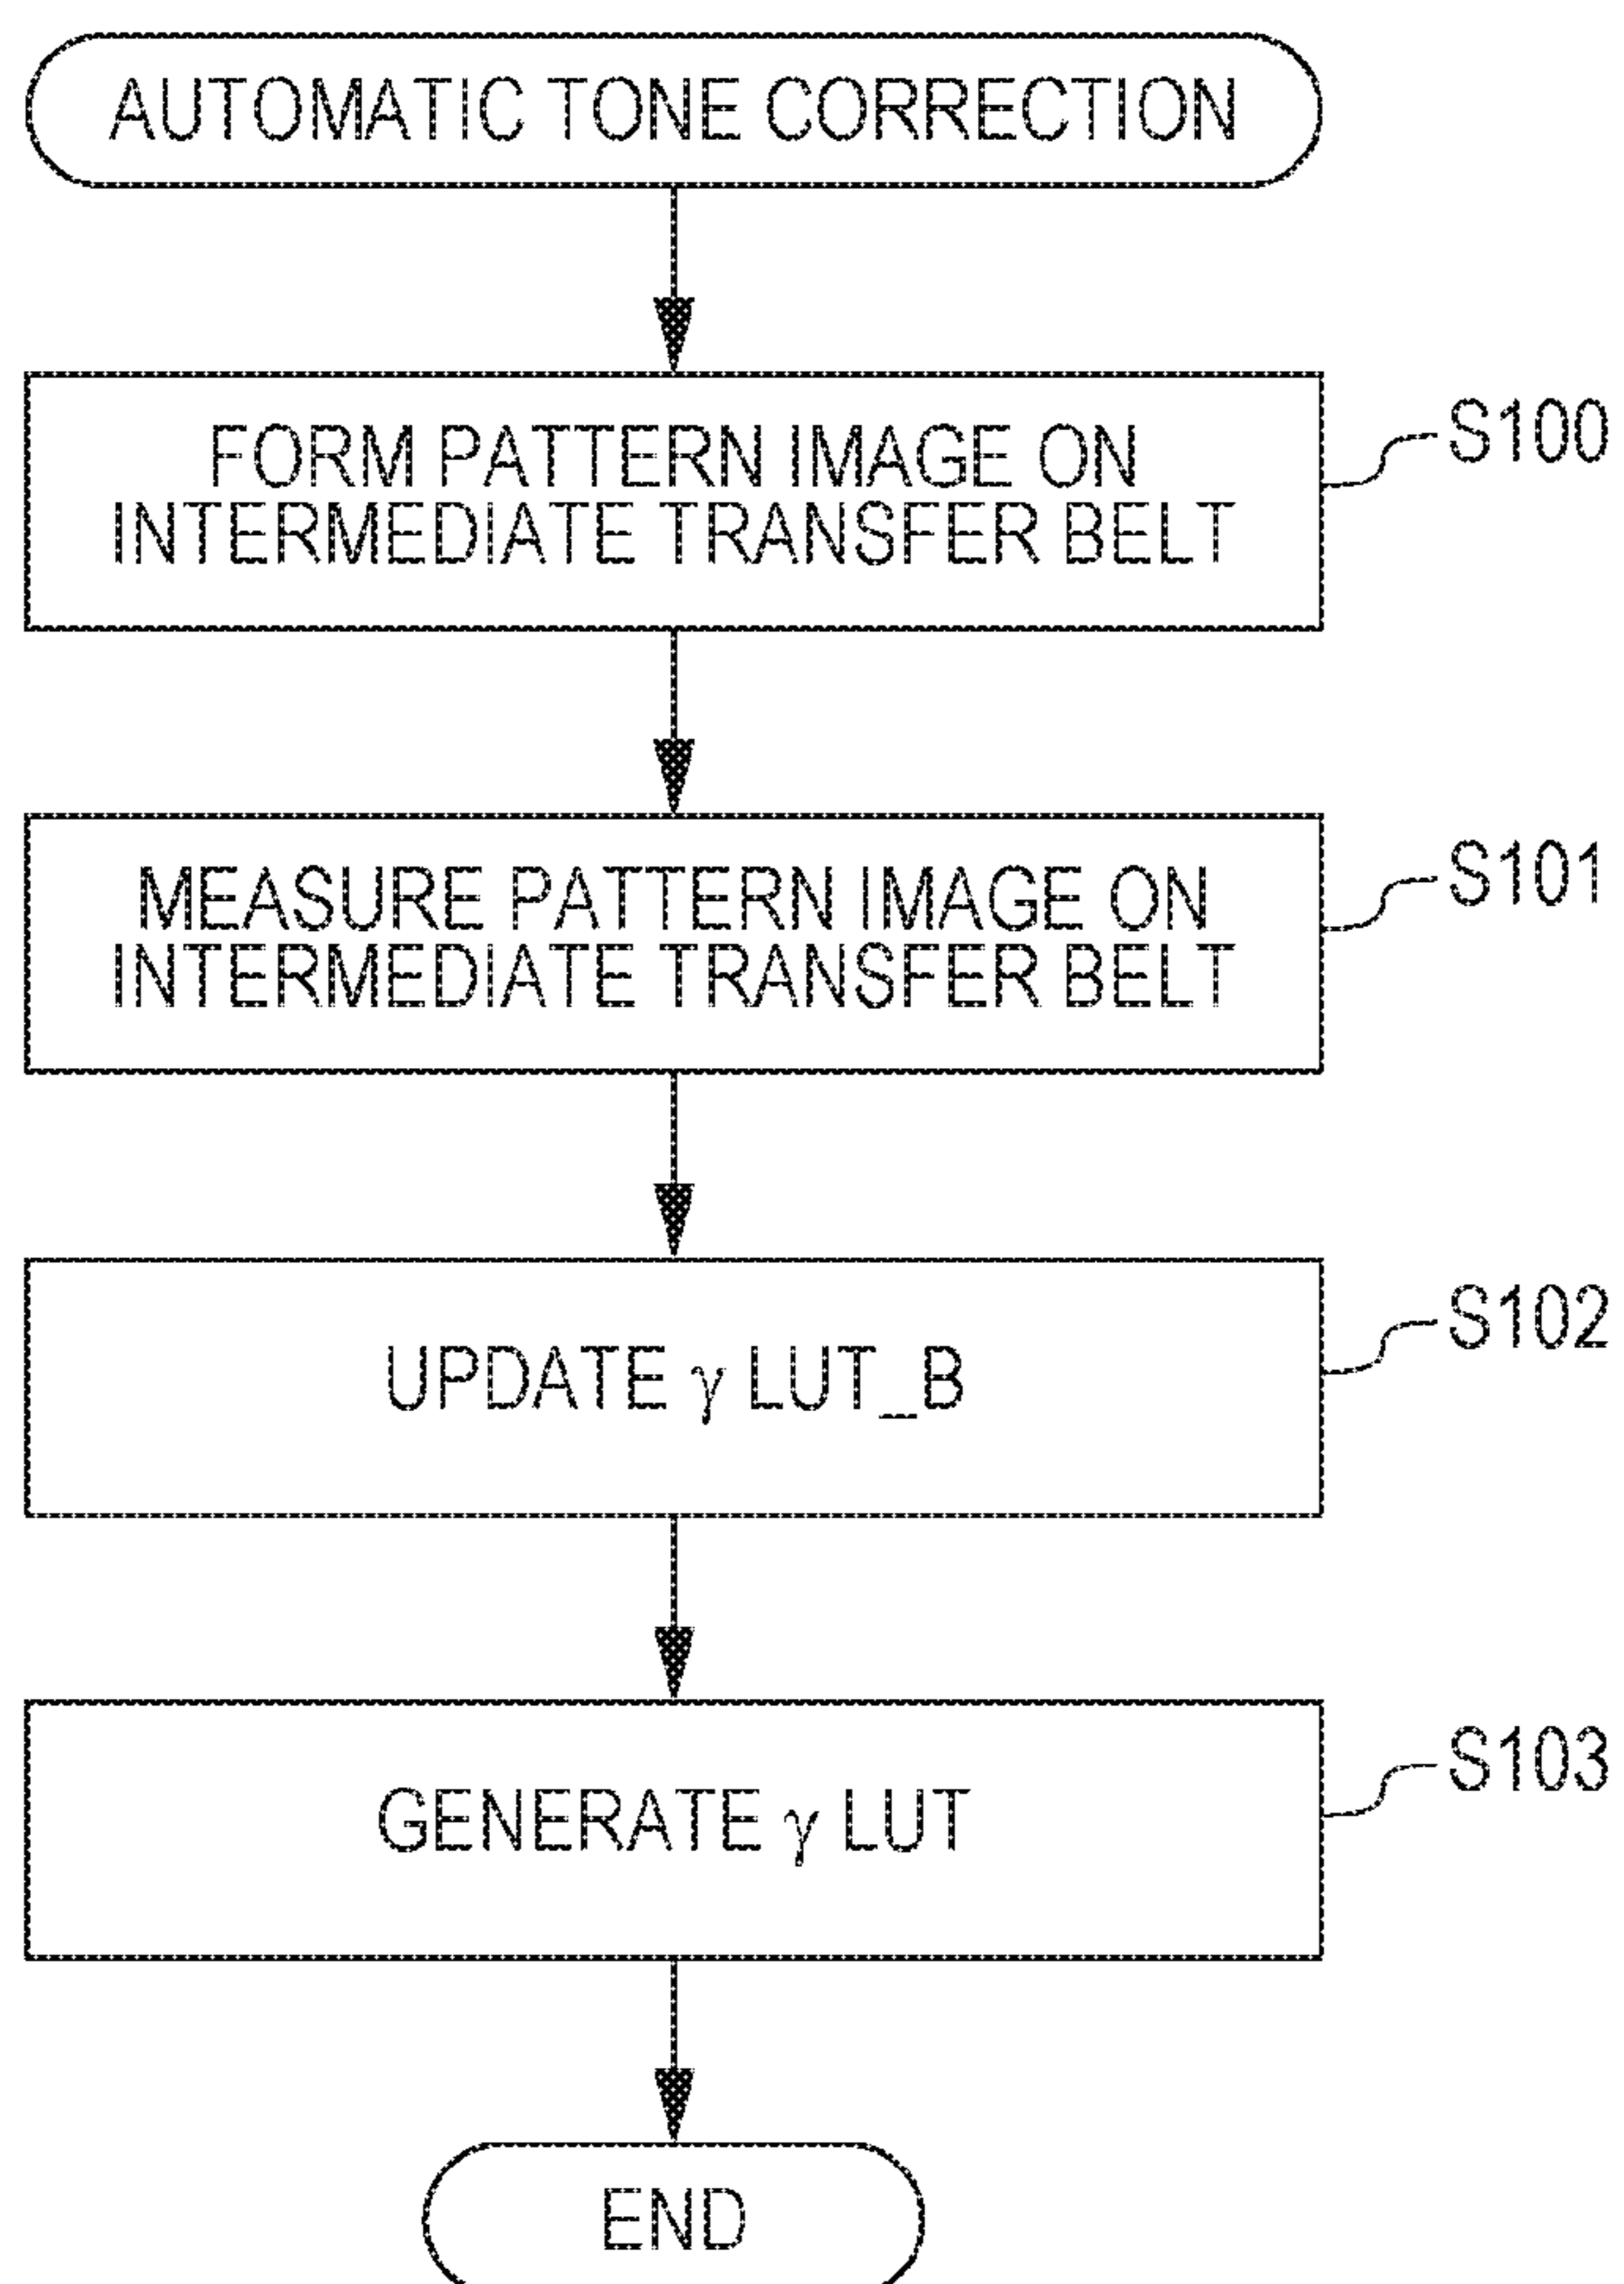 AUTOMATIC TONE CORRECTION
FORM PATTERN IMAGE ON
INTERMEDIATE TRANSFER BELT
S100
MEASURE PATTERN IMAGE ON
INTERMEDIATE TRANSFER BELT
S101
UPDATE γ LUT_B
S102
GENERATE γ LUT
S103
END